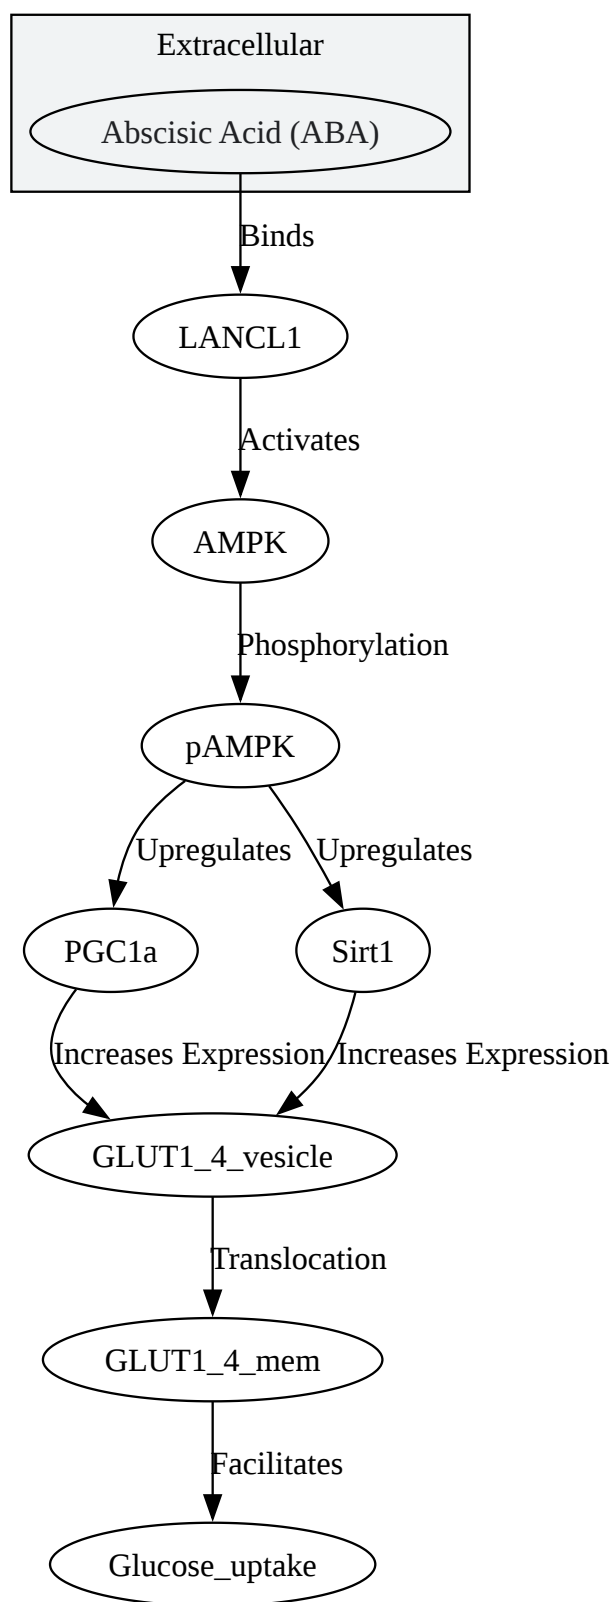 Extracellular
Abscisic Acid (ABA)
Binds
LANCL1
Activates
AMPK
Phosphorylation
pAMPK
Upregulates
Upregulates
PGC1a
Sirt1
Increases Expression
Increases Expression
GLUT1_4_vesicle
Translocation
GLUT1_4_mem
Facilitates
Glucose_uptake